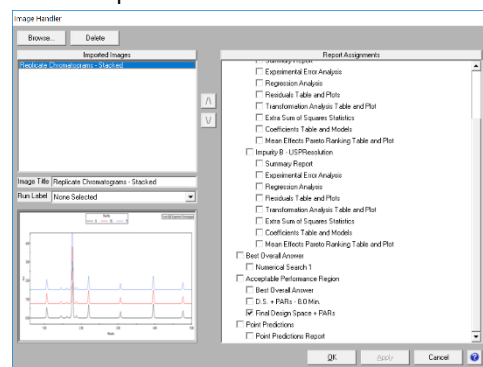 Image Handler
Browse...
Delete
Imported Images
Replicate Chromatograms - Stacked
Image Title
Replicate Chromatograms - Stacked
Run Label
None Selected
Report Assignments
Summary Report
Experimental Error Analysis
Regression Analysis
Residuals Table and Plots
Transformation Analysis Table and Plot
Extra Sum of Squares Statistics
Coefficients Table and Models
Mean Effects Pareto Ranking Table and Plot
Impurity B - USPResolution
Summary Report
Experimental Error Analysis
Regression Analysis
Residuals Table and Plots
Transformation Analysis Table and Plot
Extra Sum of Squares Statistics
Coefficients Table and Models
Mean Effects Pareto Ranking Table and Plot
Best Overall Answer
Numerical Search 1
Acceptable Performance Region
Best Overall Answer
D.S. + PARs - 8.0 Min.
Final Design Space + PARs
Point Predictions
Point Predictions Report
OK
Apply
Cancel